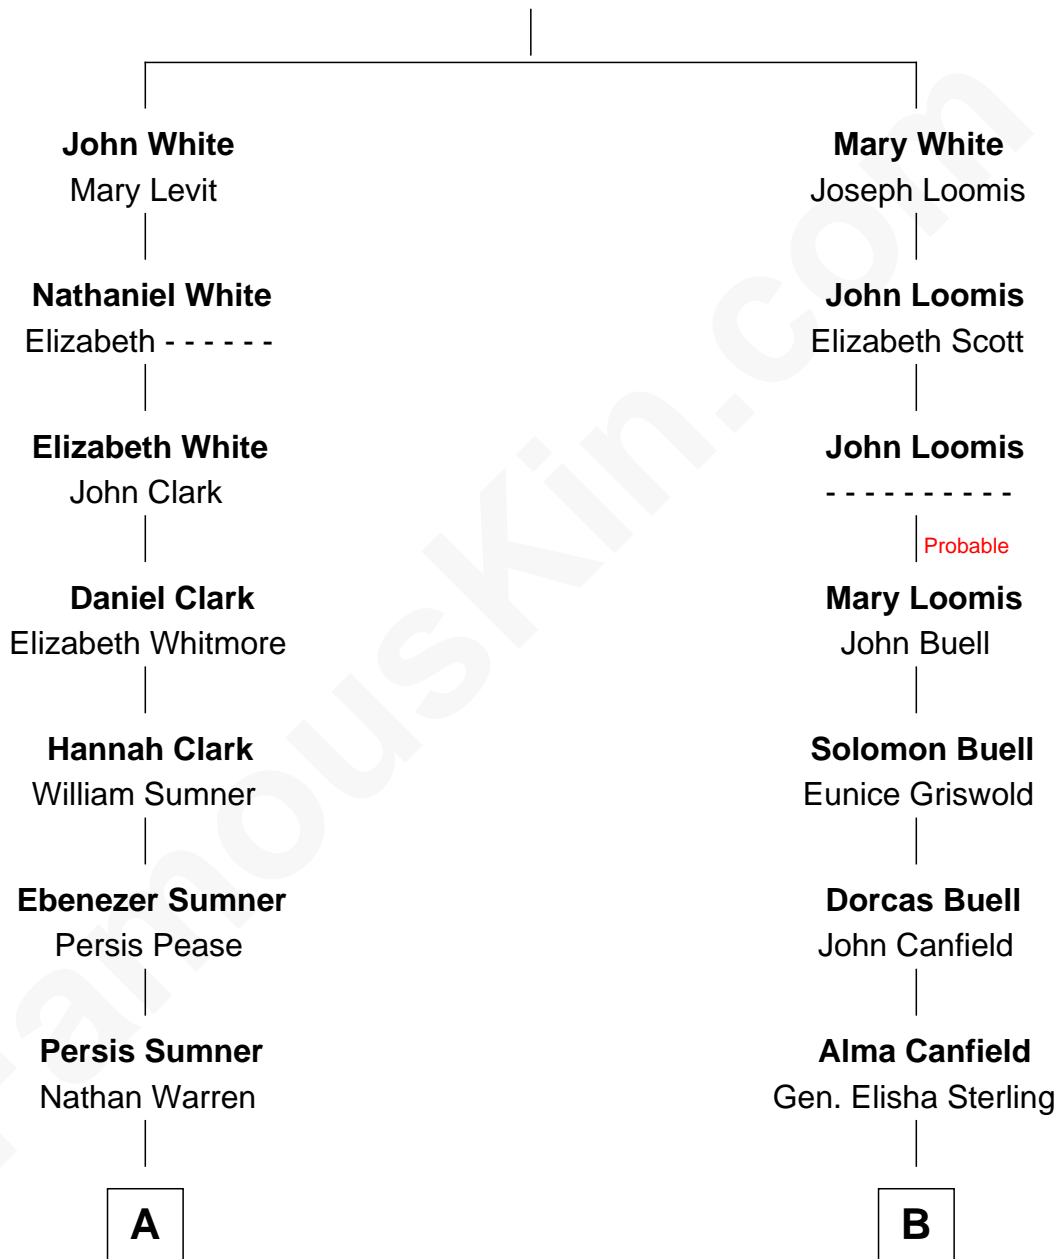 John White
Mary Levit
Nathaniel White
Elizabeth - - - - - -
Elizabeth White
John Clark
Daniel Clark
Elizabeth Whitmore
Hannah Clark
William Sumner
Ebenezer Sumner
Persis Pease
Persis Sumner
Nathan Warren
A
Mary White
Joseph Loomis
John Loomis
Elizabeth Scott
John Loomis
- - - - - - - - - -
Probable
Mary Loomis
John Buell
Solomon Buell
Eunice Griswold
Dorcas Buell
John Canfield
Alma Canfield
Gen. Elisha Sterling
B
FamousKin.com